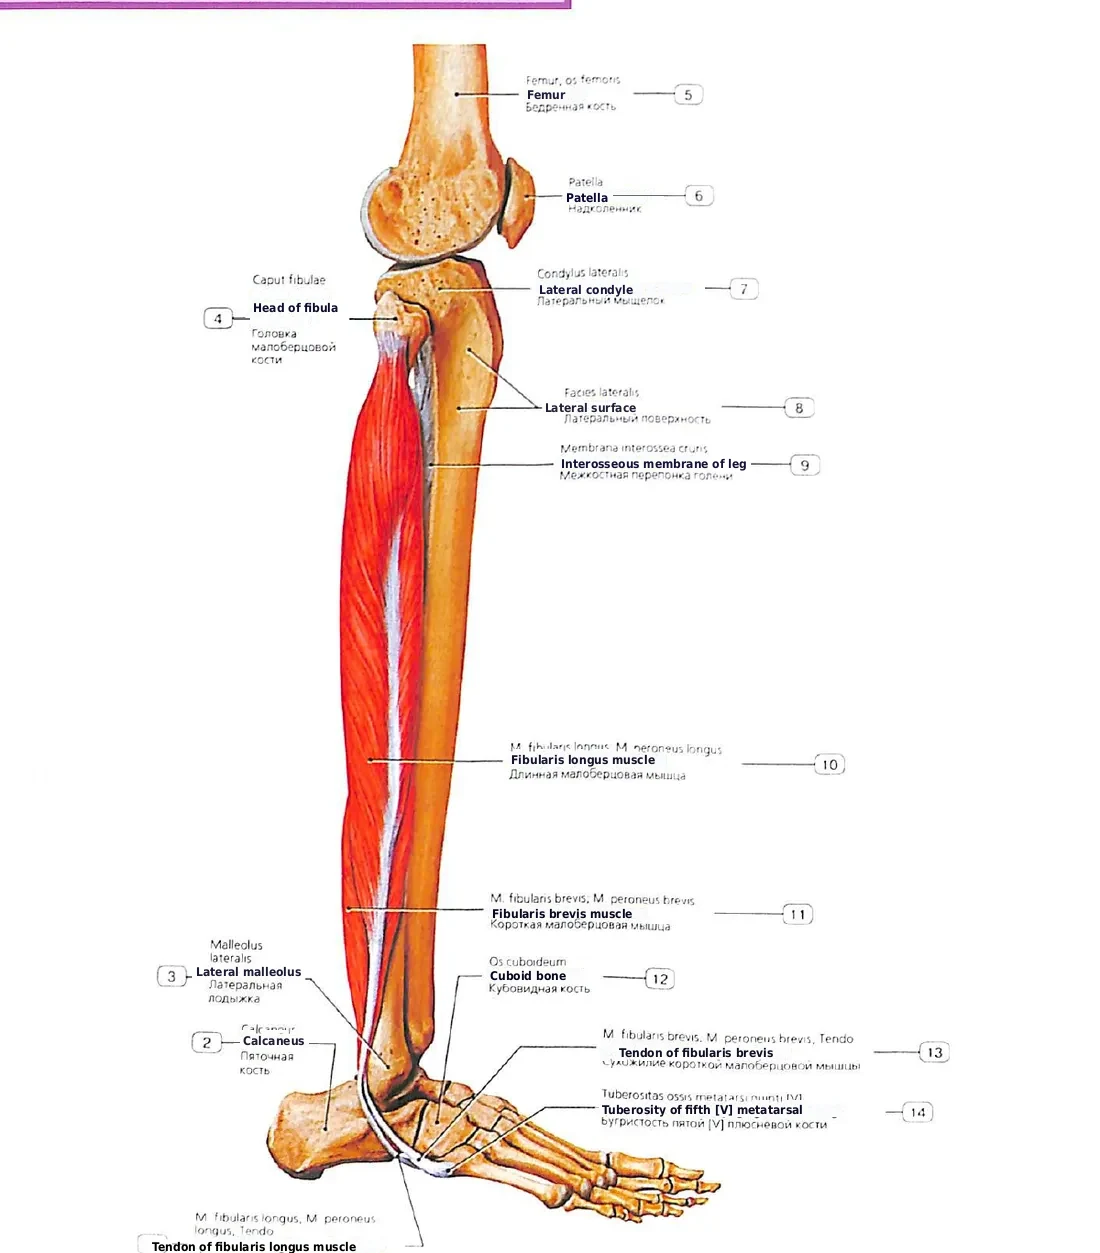 Femur, os femoris
Femur
Бедренная кость
5
Patella
Patella
Надколенник
6
Caput fibulae
Head of fibula
Головка
малоберцовой
кости
4
Condylus lateralis
Lateral condyle
Латеральный мыщелок
7
Facies lateralis
Lateral surface
Латеральный поверхность
8
Membrana interossea cruris
Interosseous membrane of leg
Межкостная перепонка голени
9
M. fibularis longus, M. peroneus longus
Fibularis longus muscle
Длинная малоберцовая мышца
10
M. fibularis brevis, M. peroneus brevis
Fibularis brevis muscle
Короткая малоберцовая мышца
11
Malleolus
lateralis
Lateral malleolus
Латеральная
лодыжка
3
Os cuboideum
Cuboid bone
Кубовидная кость
12
Calcaneus
Calcaneus
Пяточная
кость
2
M. fibularis brevis, M. peroneus brevis, Tendo
Tendon of fibularis brevis
Сухожилие короткой малоберцовой мышцы
13
Tuberositas ossis metatarsi quinti [V]
Tuberosity of fifth [V] metatarsal
Бугристость пятой [V] плюсневой кости
14
M. fibularis longus, M. peroneus
longus, Tendo
Tendon of fibularis longus muscle